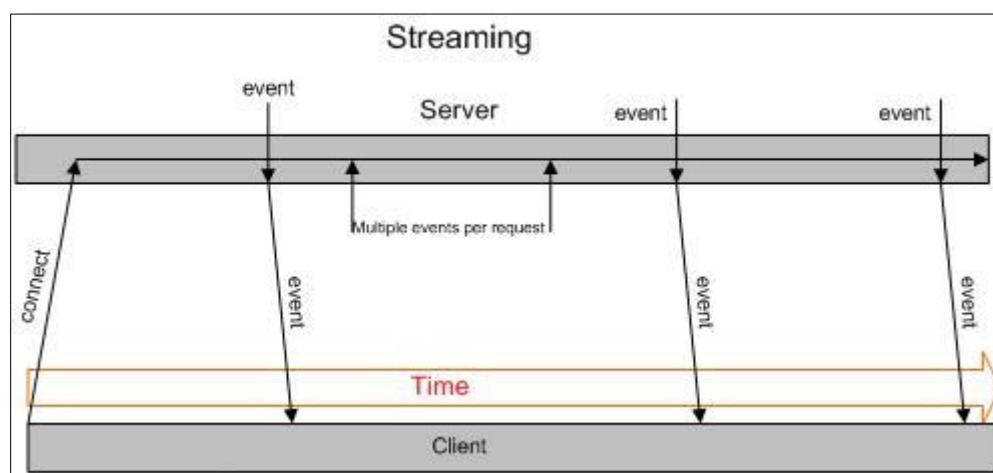 Streaming
event
Server
event
event
Multiple events per request
connect
event
event
event
Time
Client